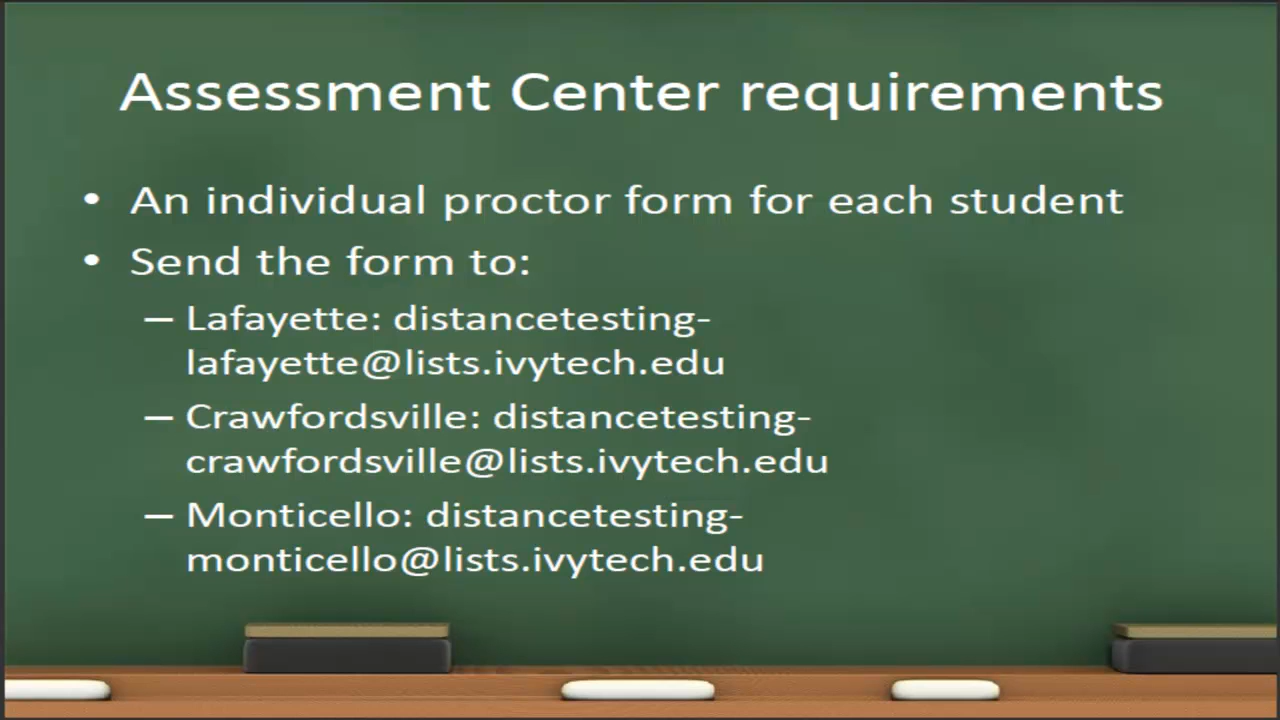 Assessment Center requirements
• An individual proctor form for each student
• Send the form to:
– Lafayette: distancetesting-
lafayette@lists.ivytech.edu
– Crawfordsville: distancetesting-
crawfordsville@lists.ivytech.edu
– Monticello: distancetesting-
monticello@lists.ivytech.edu